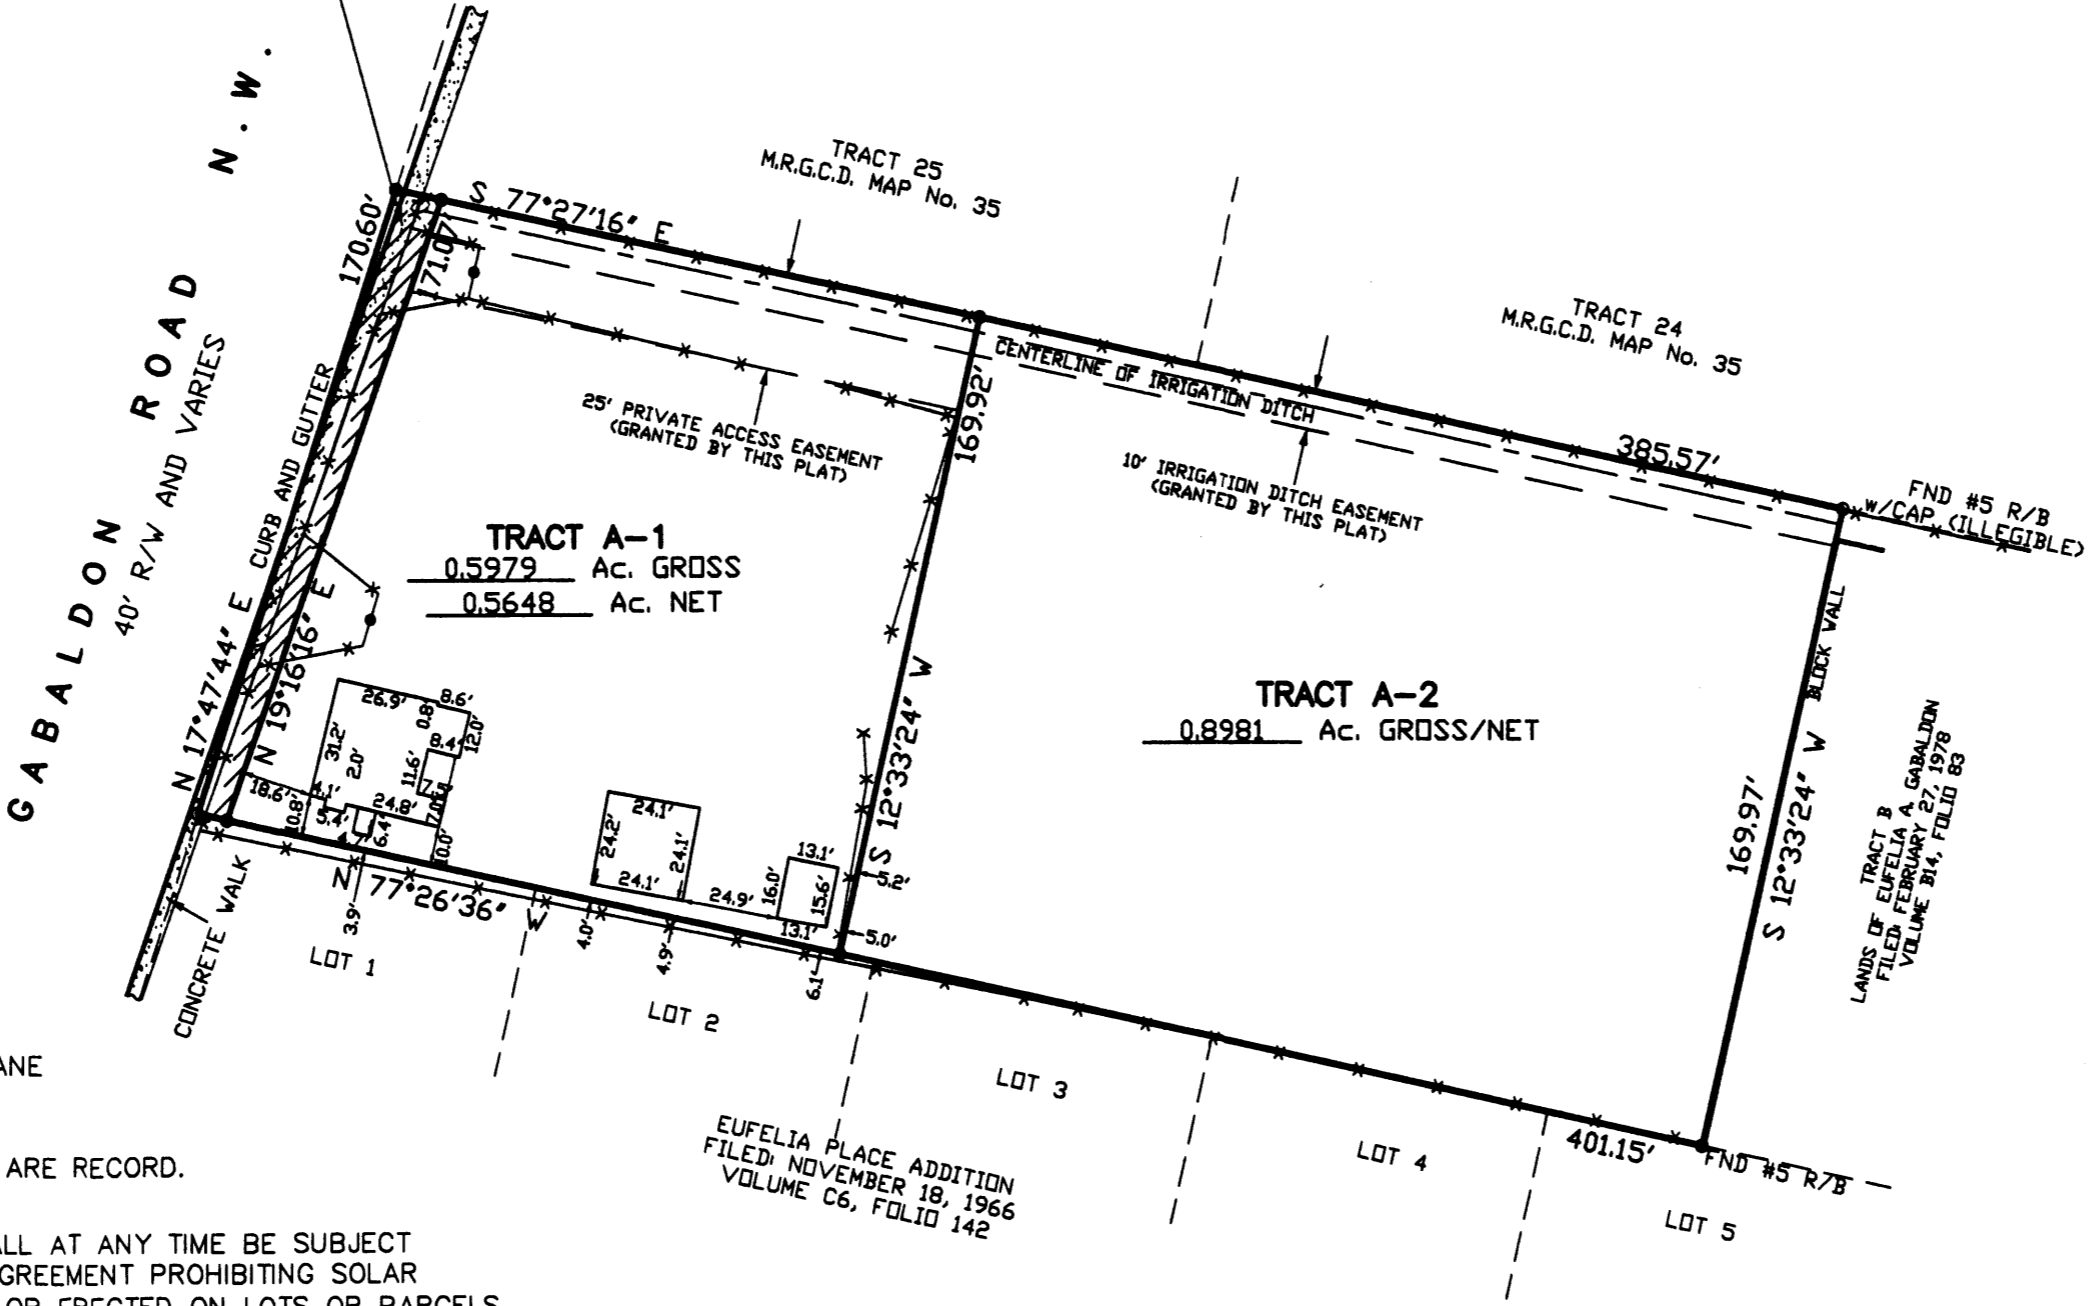 GABALDON ROAD N.W.
40' R/W AND VARIES
TRACT 25
M.R.G.C.D. MAP No. 35
TRACT 24
M.R.G.C.D. MAP No. 35
S 77°27'16" E
385.57'
170.60'
171.07'
CURB AND GUTTER
N 17°47'44" E
N 19°16'16" E
CENTERLINE OF IRRIGATION DITCH
25' PRIVATE ACCESS EASEMENT
(GRANTED BY THIS PLAT)
10' IRRIGATION DITCH EASEMENT
(GRANTED BY THIS PLAT)
FND #5 R/B
w/CAP (ILLEGIBLE)
169.92'
S 12°33'24" W
TRACT A-1
0.5979 Ac. GROSS
0.5648 Ac. NET
TRACT A-2
0.8981 Ac. GROSS/NET
BLOCK WALL
169.97'
S 12°33'24" W
TRACT B
LANDS OF EUFELIA A. GABALDON
FILED: FEBRUARY 27, 1978
VOLUME B14, FOLIO 83
26.9'
8.6'
0.8'
12.0'
8.4'
31.2'
2.0'
11.6'
18.6'
4.1'
10.8'
5.4'
24.8'
6.4'
10.0'
24.1'
24.2'
24.1'
24.1'
24.9'
13.1'
16.0'
15.6'
13.1'
5.2'
5.0'
N 77°26'36" W
3.9'
4.0'
4.9'
6.1'
401.15'
FND #5 R/B
CONCRETE WALK
LOT 1
LOT 2
LOT 3
LOT 4
LOT 5
EUFELIA PLACE ADDITION
FILED: NOVEMBER 18, 1966
VOLUME C6, FOLIO 142
ANE
ARE RECORD.
ALL AT ANY TIME BE SUBJECT
GREEMENT PROHIBITING SOLAR
OR ERECTED ON LOTS OR PARCELS